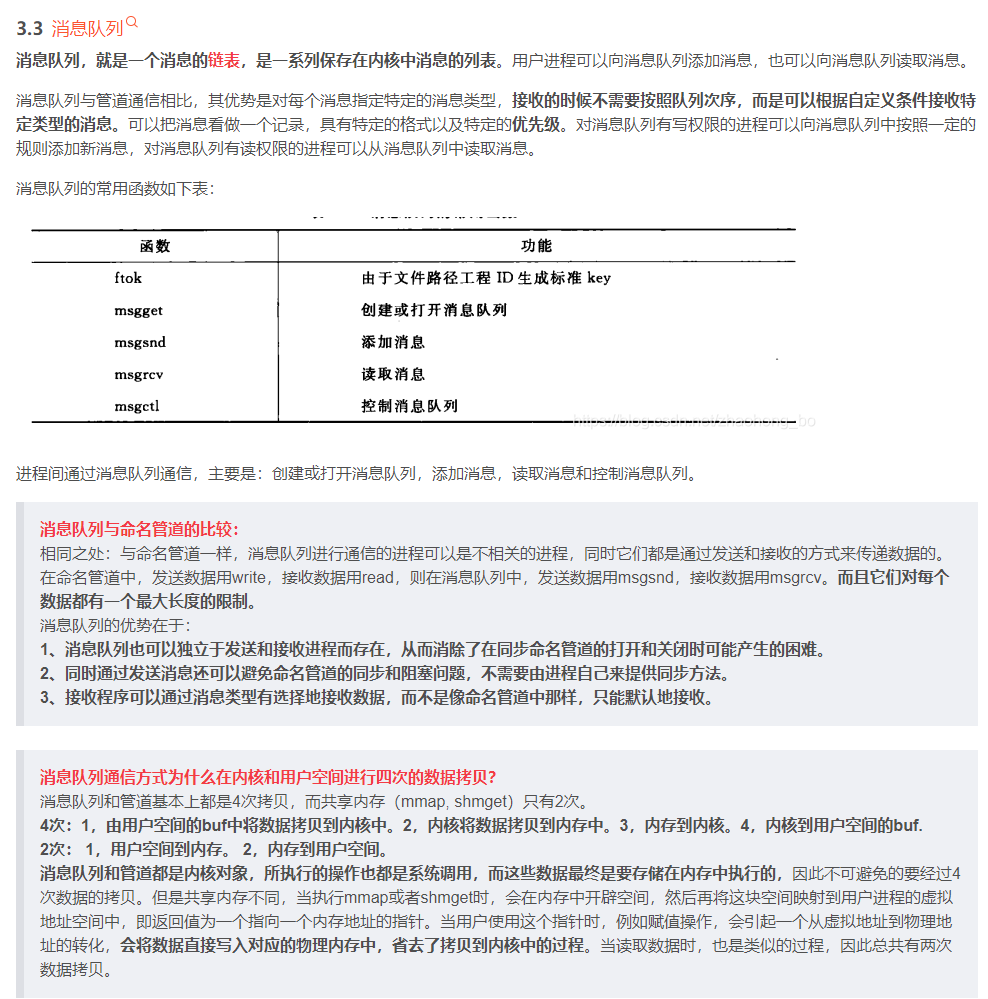 3.3 消息队列
消息队列，就是一个消息的链表，是一系列保存在内核中消息的列表。用户进程可以向消息队列添加消息，也可以向消息队列读取消息。
消息队列与管道通信相比，其优势是对每个消息指定特定的消息类型，接收的时候不需要按照队列次序，而是可以根据自定义条件接收特
定类型的消息。可以把消息看做一个记录，具有特定的格式以及特定的优先级。对消息队列有写权限的进程可以向消息队列中按照一定的
规则添加新消息，对消息队列有读权限的进程可以从消息队列中读取消息。
消息队列的常用函数如下表：
函数 功能
ftok 由于文件路径工程 ID 生成标准 key
msgget 创建或打开消息队列
msgsnd 添加消息
msgrcv 读取消息
msgctl 控制消息队列
https://blog.csdn.net/zhaohong_bo
进程间通过消息队列通信，主要是：创建或打开消息队列，添加消息，读取消息和控制消息队列。
消息队列与命名管道的比较：
相同之处：与命名管道一样，消息队列进行通信的进程可以是不相关的进程，同时它们都是通过发送和接收的方式来传递数据的。
在命名管道中，发送数据用write，接收数据用read，则在消息队列中，发送数据用msgsnd，接收数据用msgrcv。而且它们对每个
数据都有一个最大长度的限制。
消息队列的优势在于：
1、消息队列也可以独立于发送和接收进程而存在，从而消除了在同步命名管道的打开和关闭时可能产生的困难。
2、同时通过发送消息还可以避免命名管道的同步和阻塞问题，不需要由进程自己来提供同步方法。
3、接收程序可以通过消息类型有选择地接收数据，而不是像命名管道中那样，只能默认地接收。
消息队列通信方式为什么在内核和用户空间进行四次的数据拷贝？
消息队列和管道基本上都是4次拷贝，而共享内存（mmap, shmget）只有2次。
4次：1，由用户空间的buf中将数据拷贝到内核中。2，内核将数据拷贝到内存中。3，内存到内核。4，内核到用户空间的buf.
2次： 1，用户空间到内存。 2，内存到用户空间。
消息队列和管道都是内核对象，所执行的操作也都是系统调用，而这些数据最终是要存储在内存中执行的，因此不可避免的要经过4
次数据的拷贝。但是共享内存不同，当执行mmap或者shmget时，会在内存中开辟空间，然后再将这块空间映射到用户进程的虚拟
地址空间中，即返回值为一个指向一个内存地址的指针。当用户使用这个指针时，例如赋值操作，会引起一个从虚拟地址到物理地
址的转化，会将数据直接写入对应的物理内存中，省去了拷贝到内核中的过程。当读取数据时，也是类似的过程，因此总共有两次
数据拷贝。